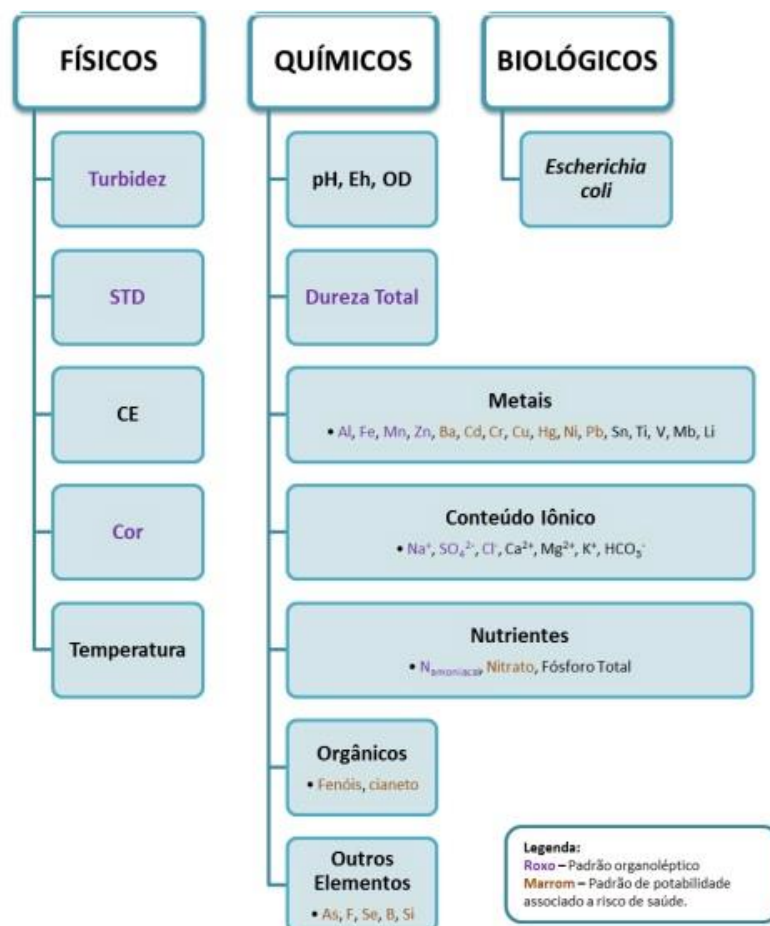 FÍSICOS
Turbidez
STD
CE
Cor
Temperatura
QUÍMICOS
pH, Eh, OD
Dureza Total
Metais
• Al, Fe, Mn, Zn, Ba, Cd, Cr, Cu, Hg, Ni, Pb, Sn, Ti, V, Mb, Li
Conteúdo Iônico
• Na⁺, SO₄²⁻, Cl⁻, Ca²⁺, Mg²⁺, K⁺, HCO₃⁻
Nutrientes
• Namoniacal, Nitrato, Fósforo Total
Orgânicos
• Fenóis, cianeto
Outros
Elementos
• As, F, Se, B, Si
BIOLÓGICOS
Escherichia
coli
Legenda:
Roxo – Padrão organoléptico
Marrom – Padrão de potabilidade
associado a risco de saúde.